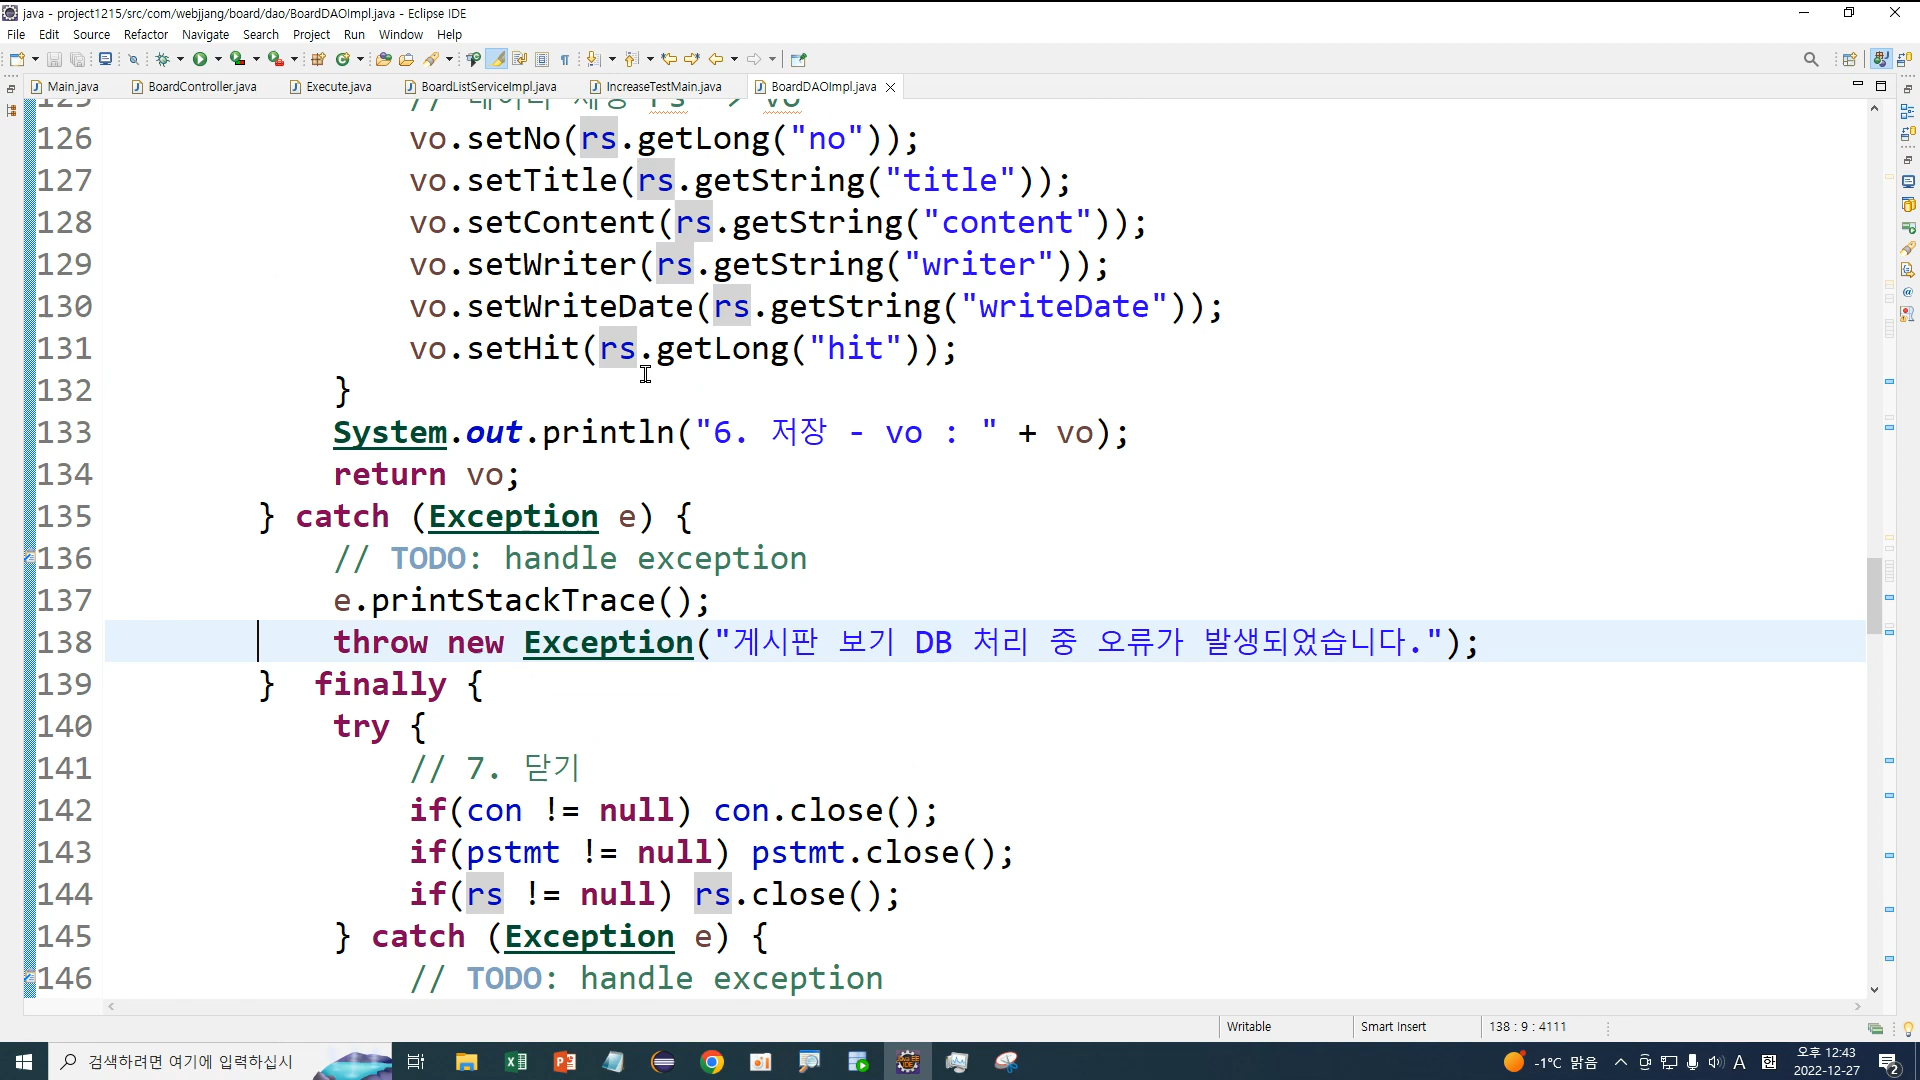 java - project1215/src/com/webjjang/board/dao/BoardDAOImpl.java - Eclipse IDE
File Edit Source Refactor Navigate Search Project Run Window Help
Main.java BoardController.java Execute.java BoardListServiceImpl.java IncreaseTestMain.java BoardDAOImpl.java
126 vo.setNo(rs.getLong("no"));
127 vo.setTitle(rs.getString("title"));
128 vo.setContent(rs.getString("content"));
129 vo.setWriter(rs.getString("writer"));
130 vo.setWriteDate(rs.getString("writeDate"));
131 vo.setHit(rs.getLong("hit"));
132 }
133 System.out.println("6. 저장 - vo : " + vo);
134 return vo;
135 } catch (Exception e) {
136 // TODO: handle exception
137 e.printStackTrace();
138 throw new Exception("게시판 보기 DB 처리 중 오류가 발생되었습니다.");
139 } finally {
140 try {
141 // 7. 닫기
142 if(con != null) con.close();
143 if(pstmt != null) pstmt.close();
144 if(rs != null) rs.close();
145 } catch (Exception e) {
146 // TODO: handle exception
Writable Smart Insert 138 : 9 : 4111
검색하려면 여기에 입력하십시 -1°C 맑음 A 오후 12:43
2022-12-27 2